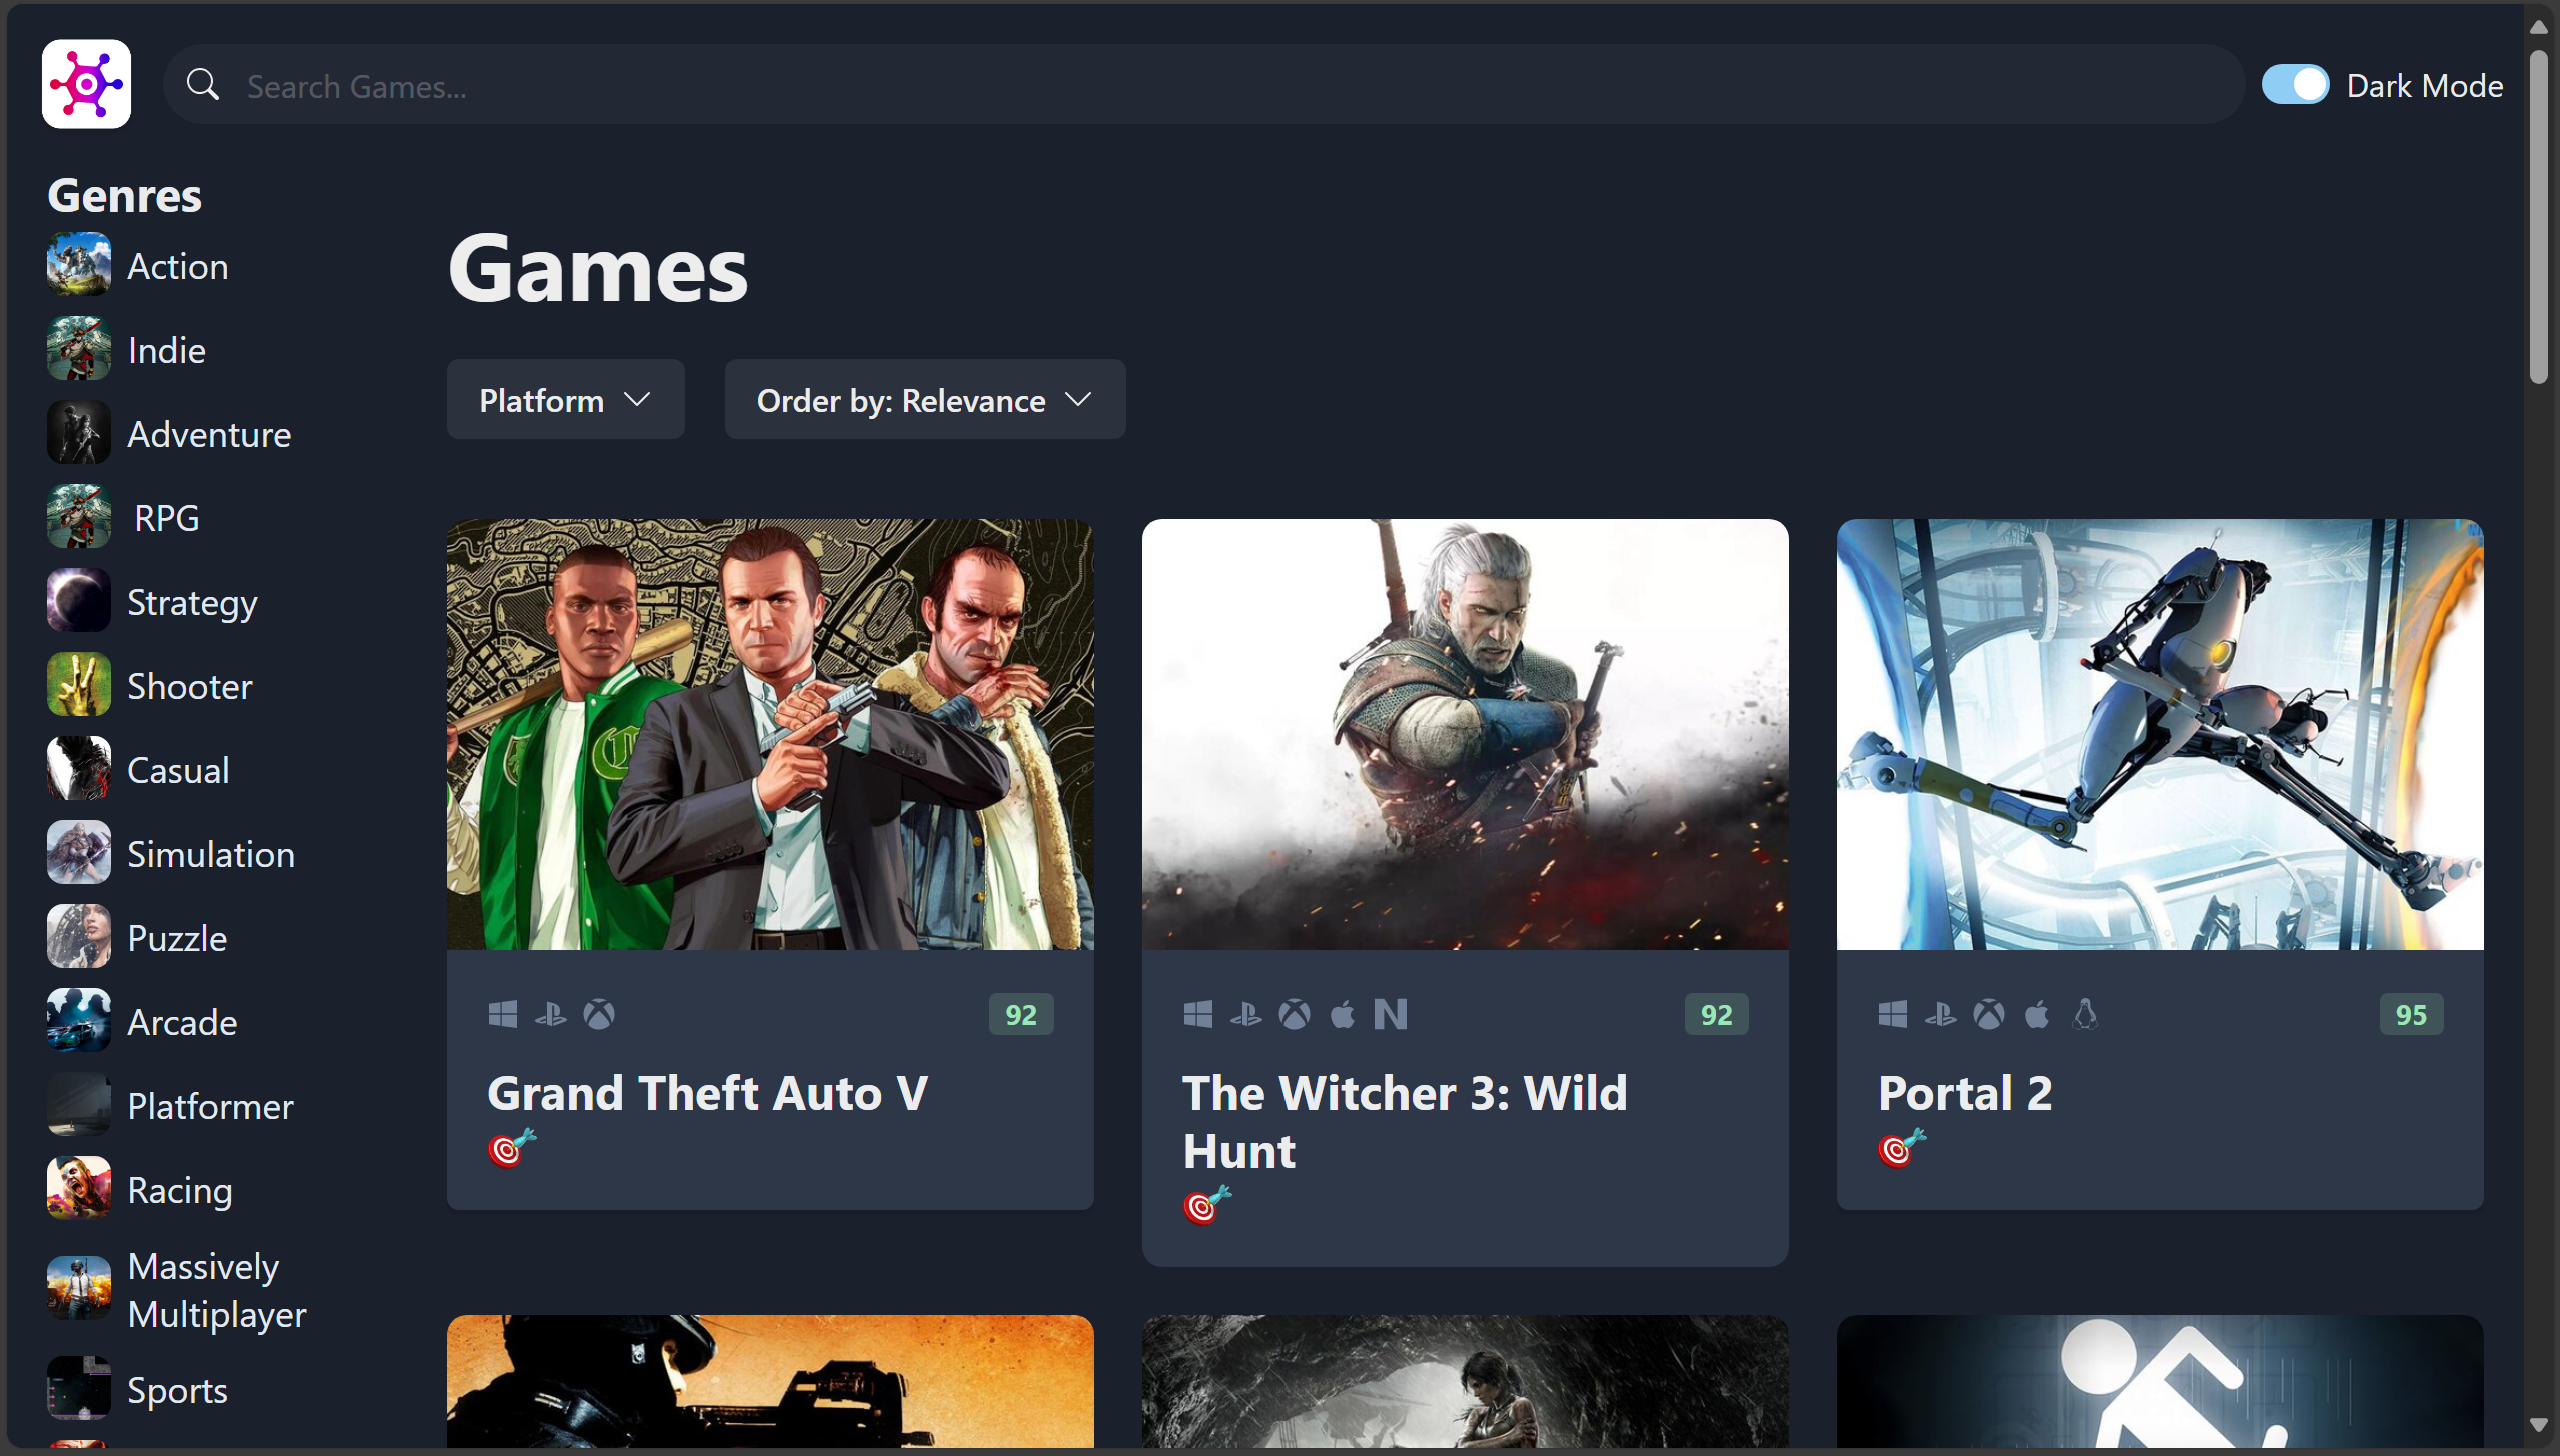 Search Games...
Dark Mode
Genres
Action
Indie
Adventure
RPG
Strategy
Shooter
Casual
Simulation
Puzzle
Arcade
Platformer
Racing
Massively
Multiplayer
Sports
Games
Platform
Order by: Relevance
92
Grand Theft Auto V
92
The Witcher 3: Wild
Hunt
95
Portal 2